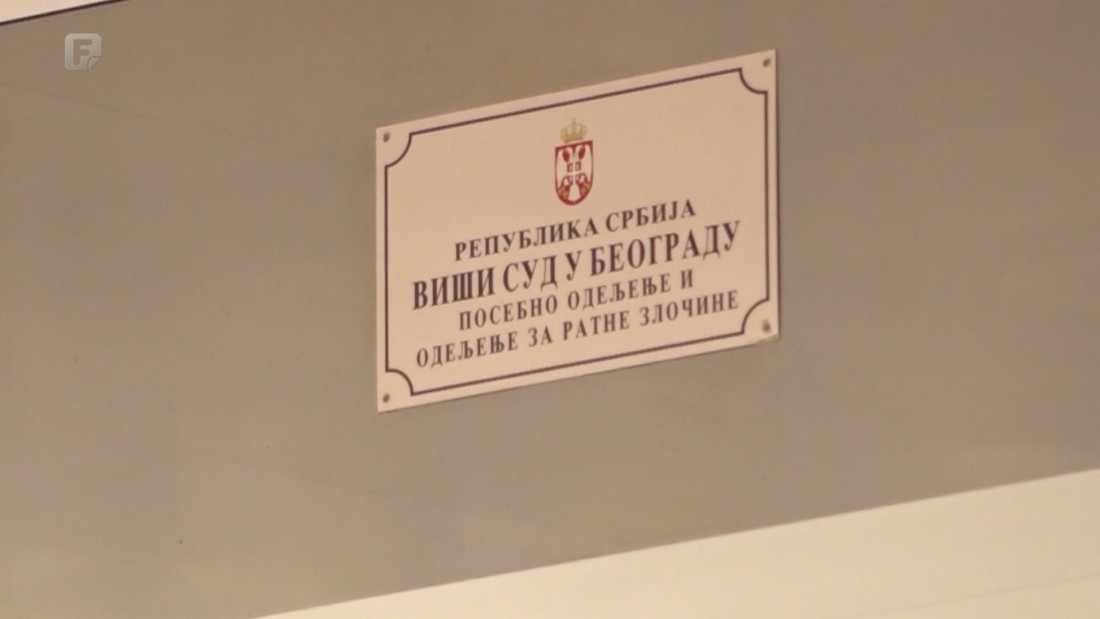 F
РЕПУБЛИКА СРБИЈА
ВИШИ СУД У БЕОГРАДУ
ПОСЕБНО ОДЕЉЕЊЕ И
ОДЕЉЕЊЕ ЗА РАТНЕ ЗЛОЧИНЕ